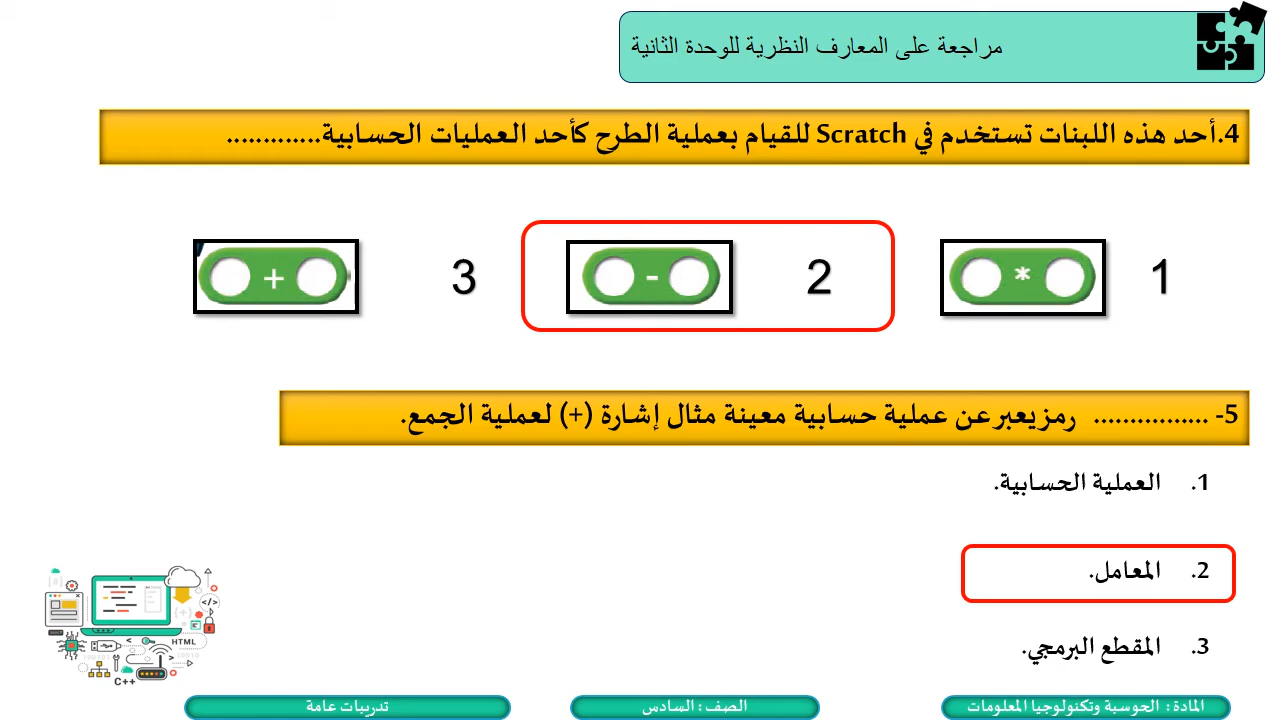 مراجعة على المعارف النظرية للوحدة الثانية
4.أحد هذه اللبنات تستخدم في Scratch للقيام بعملية الطرح كأحد العمليات الحسابية.............
1 * 2 - 3 +
5- ................ رمز يعبر عن عملية حسابية معينة مثال إشارة (+) لعملية الجمع.
1. العملية الحسابية.
2. المعامل.
3. المقطع البرمجي.
</> 
HTML
C++
المادة : الحوسبة وتكنولوجيا المعلومات الصف : السادس تدريبات عامة